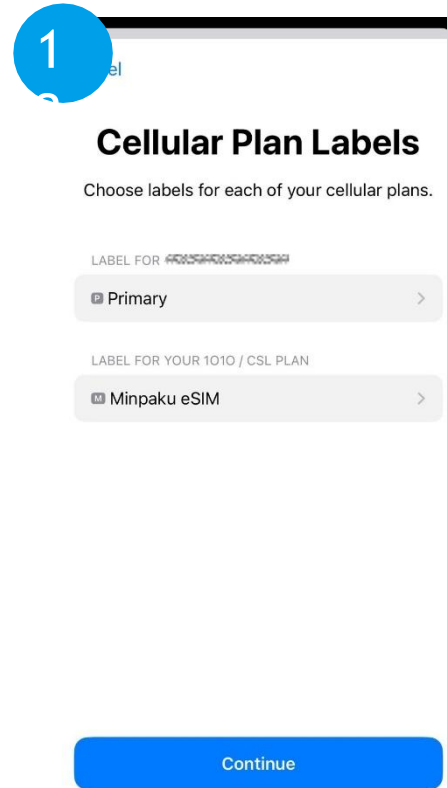 1
el
Cellular Plan Labels
Choose labels for each of your cellular plans.
LABEL FOR
P Primary
LABEL FOR YOUR 1O1O / CSL PLAN
M Minpaku eSIM
Continue